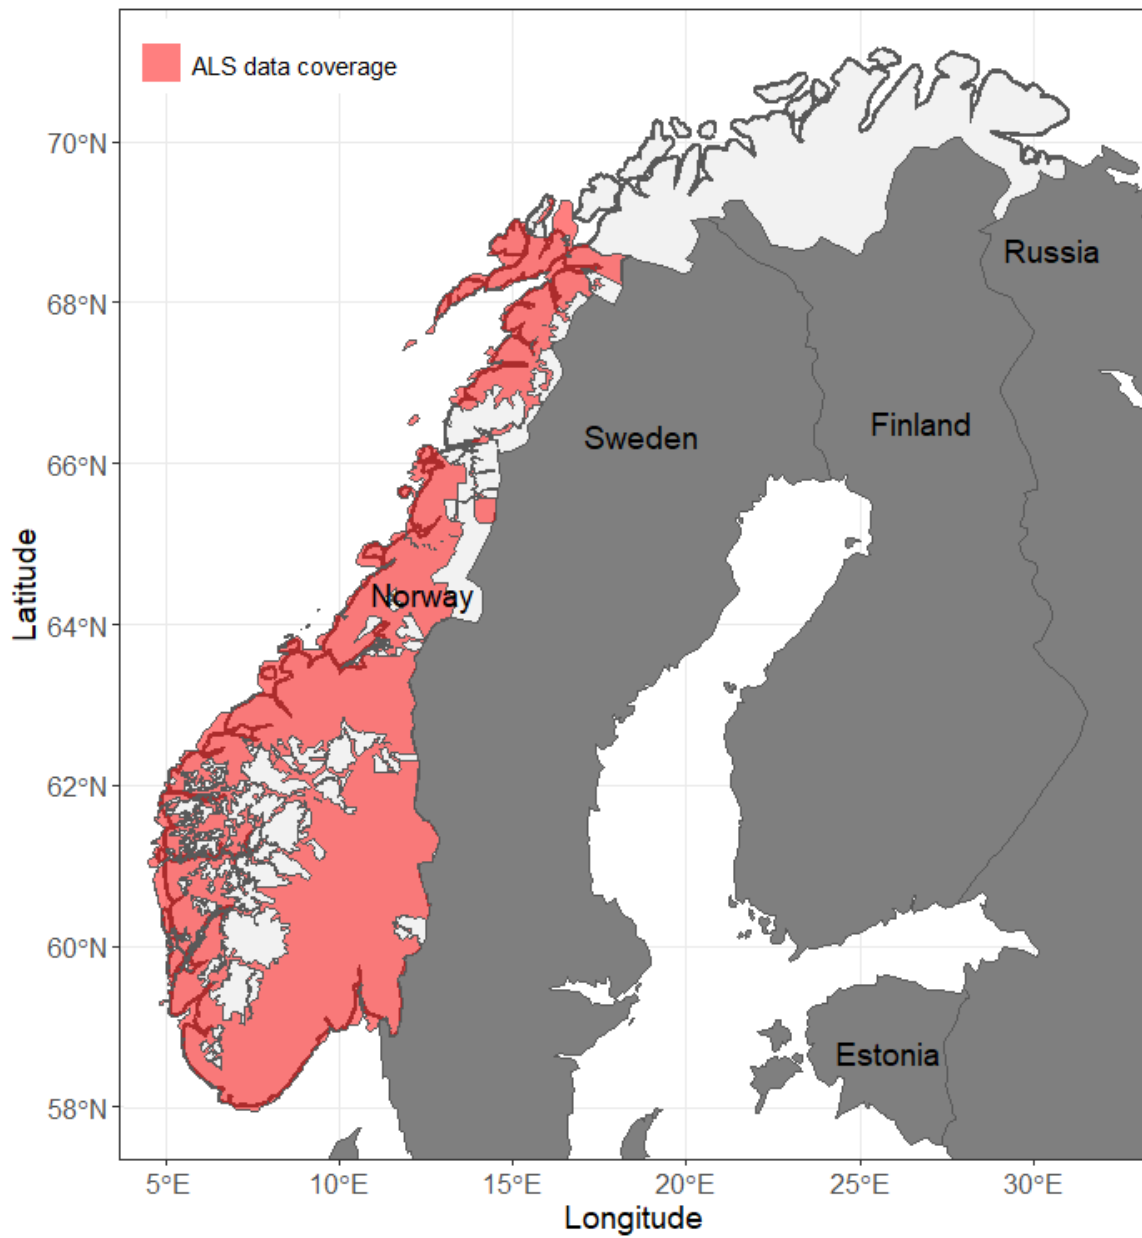 ALS data coverage
70°N
68°N
66°N
64°N
62°N
60°N
58°N
Latitude
Russia
Finland
Sweden
Norway
Estonia
5°E 10°E 15°E 20°E 25°E 30°E
Longitude